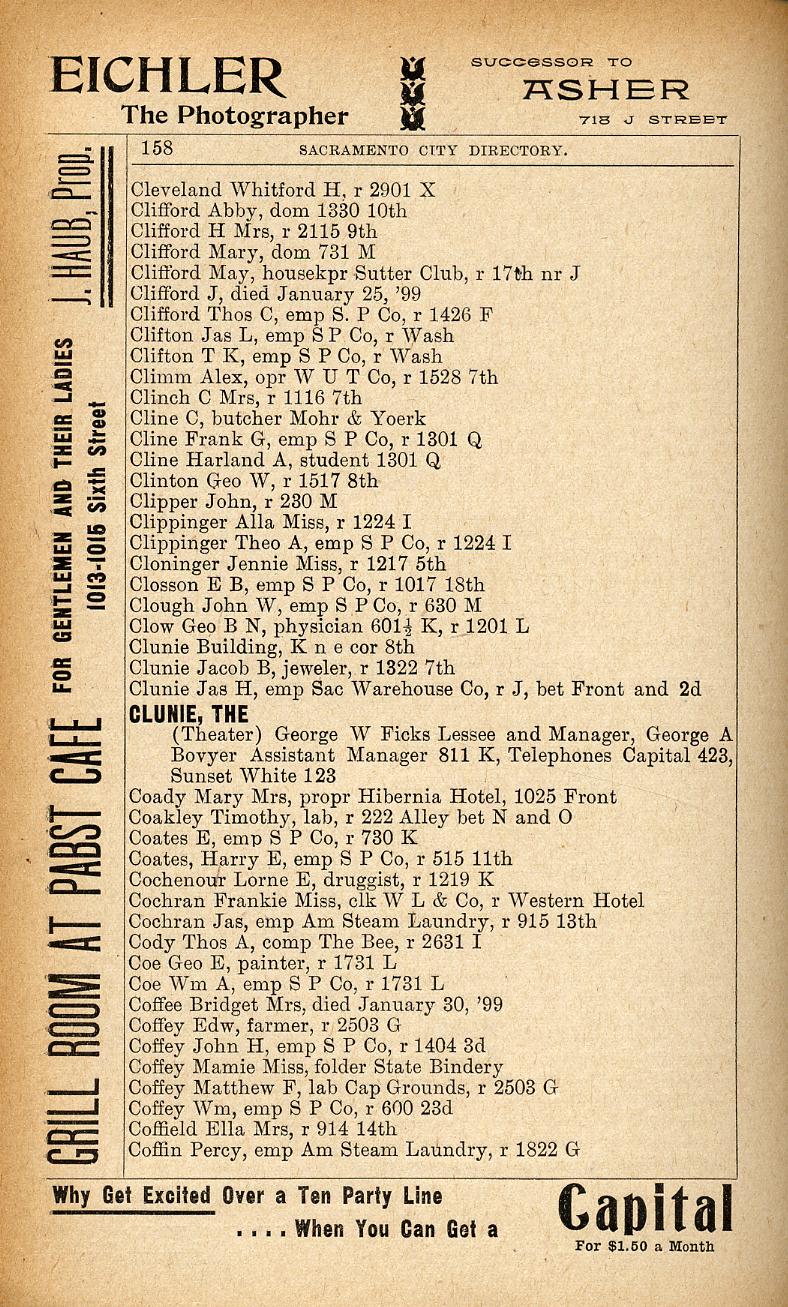 EICHLER
The Photographer
SUCCESSOR TO
ASHER
718 J STREET
158 SACRAMENTO CITY DIRECTORY.
Cleveland Whitford H, r 2901 X
Clifford Abby, dom 1330 10th
Clifford H Mrs, r 2115 9th
Clifford Mary, dom 731 M
Clifford May, housekpr Sutter Club, r 17th nr J
Clifford J, died January 25, '99
Clifford Thos C, emp S. P Co, r 1426 F
Clifton Jas L, emp S P Co, r Wash
Clifton T K, emp S P Co, r Wash
Climm Alex, opr W U T Co, r 1528 7th
Clinch C Mrs, r 1116 7th
Cline C, butcher Mohr & Yoerk
Cline Frank G, emp S P Co, r 1301 Q
Cline Harland A, student 1301 Q
Clinton Geo W, r 1517 8th
Clipper John, r 230 M
Clippinger Alla Miss, r 1224 I
Clippinger Theo A, emp S P Co, r 1224 I
Cloninger Jennie Miss, r 1217 5th
Closson E B, emp S P Co, r 1017 18th
Clough John W, emp S P Co, r 630 M
Clow Geo B N, physician 601½ K, r 1201 L
Clunie Building, K n e cor 8th
Clunie Jacob B, jeweler, r 1322 7th
Clunie Jas H, emp Sac Warehouse Co, r J, bet Front and 2d
CLUNIE, THE
(Theater) George W Ficks Lessee and Manager, George A
Bovyer Assistant Manager 811 K, Telephones Capital 423,
Sunset White 123
Coady Mary Mrs, propr Hibernia Hotel, 1025 Front
Coakley Timothy, lab, r 222 Alley bet N and O
Coates E, emp S P Co, r 730 K
Coates, Harry E, emp S P Co, r 515 11th
Cochenour Lorne E, druggist, r 1219 K
Cochran Frankie Miss, clk W L & Co, r Western Hotel
Cochran Jas, emp Am Steam Laundry, r 915 13th
Cody Thos A, comp The Bee, r 2631 I
Coe Geo E, painter, r 1731 L
Coe Wm A, emp S P Co, r 1731 L
Coffee Bridget Mrs, died January 30, '99
Coffey Edw, farmer, r 2503 G
Coffey John H, emp S P Co, r 1404 3d
Coffey Mamie Miss, folder State Bindery
Coffey Matthew F, lab Cap Grounds, r 2503 G
Coffey Wm, emp S P Co, r 600 23d
Coffield Ella Mrs, r 914 14th
Coffin Percy, emp Am Steam Laundry, r 1822 G
GRILL ROOM AT PABST CAFE FOR GENTLEMEN AND THEIR LADIES J. HAUB, Prop.
1013-1015 Sixth Street
Why Get Excited Over a Ten Party Line
....When You Can Get a
Capital
For $1.50 a Month